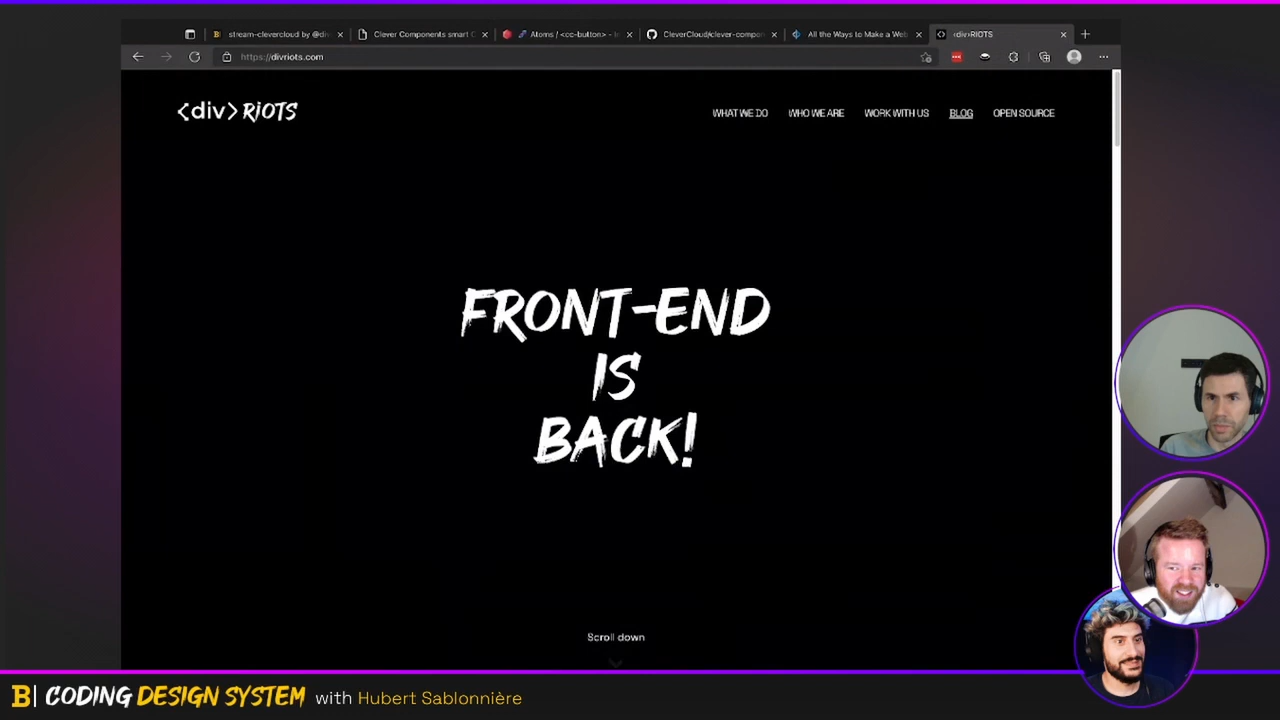 stream-clevercloud by @div
Clever Components smart C
Atoms / <cc-button> - I
CleverCloud/clever-compon
All the Ways to Make a Web
<div>RIOTS
https://divriots.com
<div> RIOTS
WHAT WE DO
WHO WE ARE
WORK WITH US
BLOG
OPEN SOURCE
FRONT-END
IS
BACK!
Scroll down
B| CODING DESIGN SYSTEM with Hubert Sablonnière